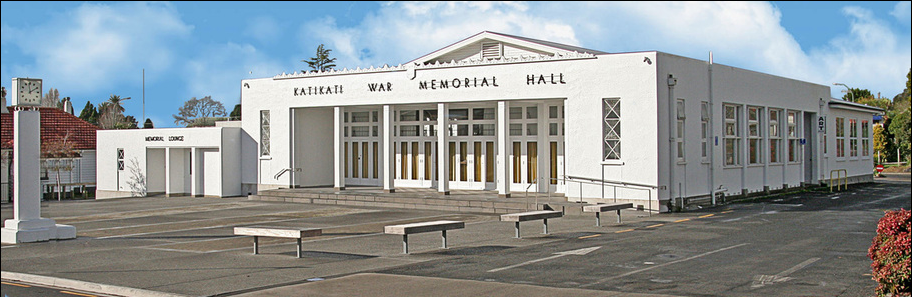 KATIKATI WAR MEMORIAL HALL
MEMORIAL LOUNGE